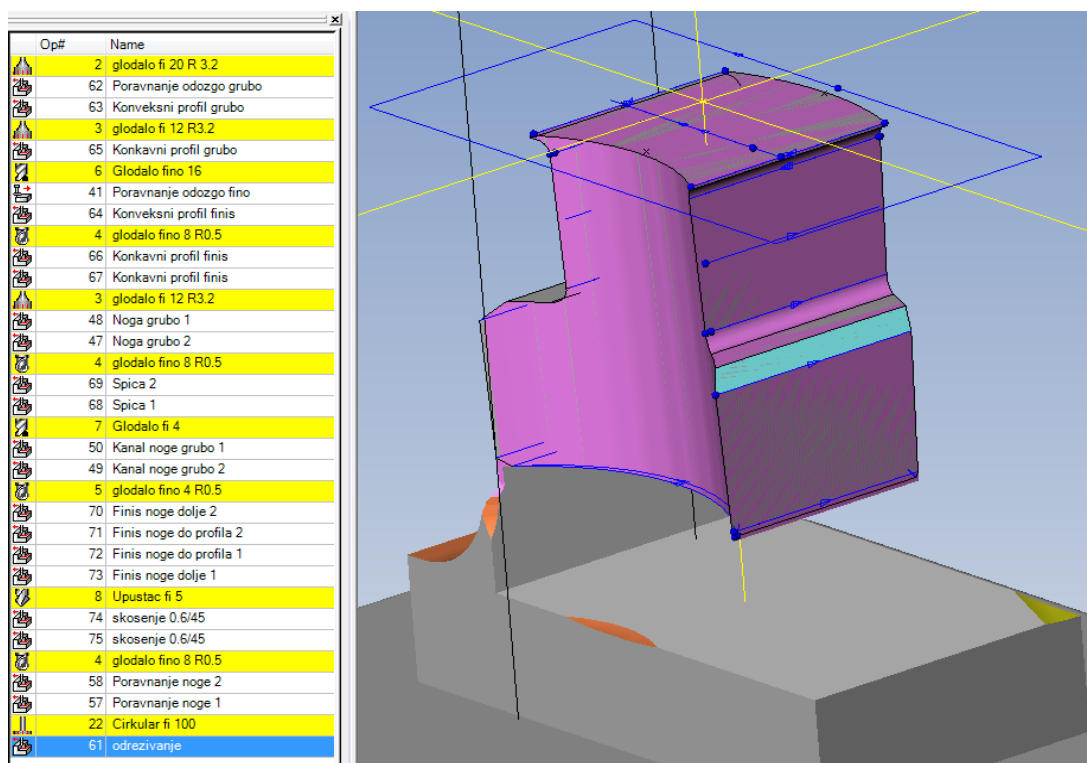 Op# Name
2 glodalo fi 20 R 3.2
62 Poravnanje odozgo grubo
63 Konveksni profil grubo
3 glodalo fi 12 R3.2
65 Konkavni profil grubo
6 Glodalo fino 16
41 Poravnanje odozgo fino
64 Konveksni profil finis
4 glodalo fino 8 R0.5
66 Konkavni profil finis
67 Konkavni profil finis
3 glodalo fi 12 R3.2
48 Noga grubo 1
47 Noga grubo 2
4 glodalo fino 8 R0.5
69 Spica 2
68 Spica 1
7 Glodalo fi 4
50 Kanal noge grubo 1
49 Kanal noge grubo 2
5 glodalo fino 4 R0.5
70 Finis noge dolje 2
71 Finis noge do profila 2
72 Finis noge do profila 1
73 Finis noge dolje 1
8 Upustac fi 5
74 skosenje 0.6/45
75 skosenje 0.6/45
4 glodalo fino 8 R0.5
58 Poravnanje noge 2
57 Poravnanje noge 1
22 Cirkular fi 100
61 odrezivanje